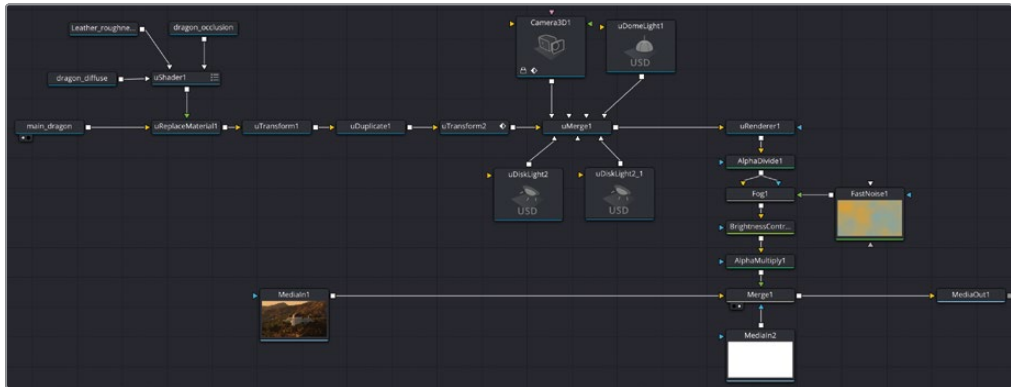 Leather_roughne...
dragon_occlusion
Camera3D1
uDomeLight1
USD
dragon_diffuse
uShader1
main_dragon
uReplaceMaterial1
uTransform1
uDuplicate1
uTransform2
uMerge1
uRenderer1
AlphaDivide1
uDiskLight2
USD
uDiskLight2_1
USD
Fog1
FastNoise1
BrightnessContr...
AlphaMultiply1
MediaIn1
Merge1
MediaOut1
MediaIn2